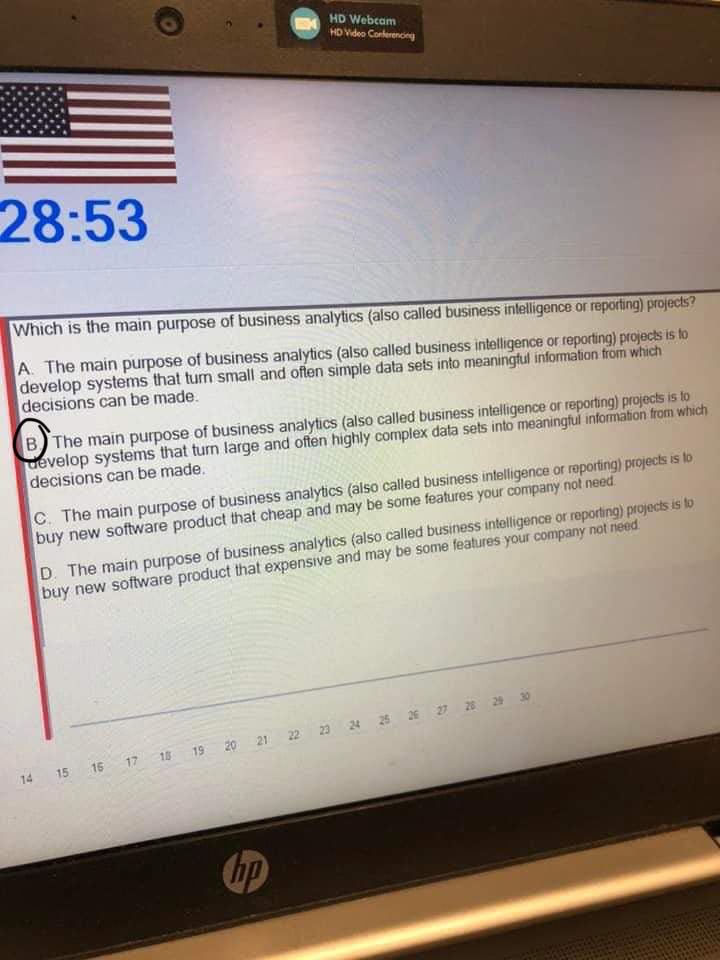 HD Webcam
HD Video Conferencing
28:53
Which is the main purpose of business analytics (also called business intelligence or reporting) projects?
A. The main purpose of business analytics (also called business intelligence or reporting) projects is to
develop systems that turn small and often simple data sets into meaningful information from which
decisions can be made.
B. The main purpose of business analytics (also called business intelligence or reporting) projects is to
develop systems that turn large and often highly complex data sets into meaningful information from which
decisions can be made.
C. The main purpose of business analytics (also called business intelligence or reporting) projects is to
buy new software product that cheap and may be some features your company not need.
D. The main purpose of business analytics (also called business intelligence or reporting) projects is to
buy new software product that expensive and may be some features your company not need.
14 15 16 17 18 19 20 21 22 23 24 25 26 27 28 29 30
hp